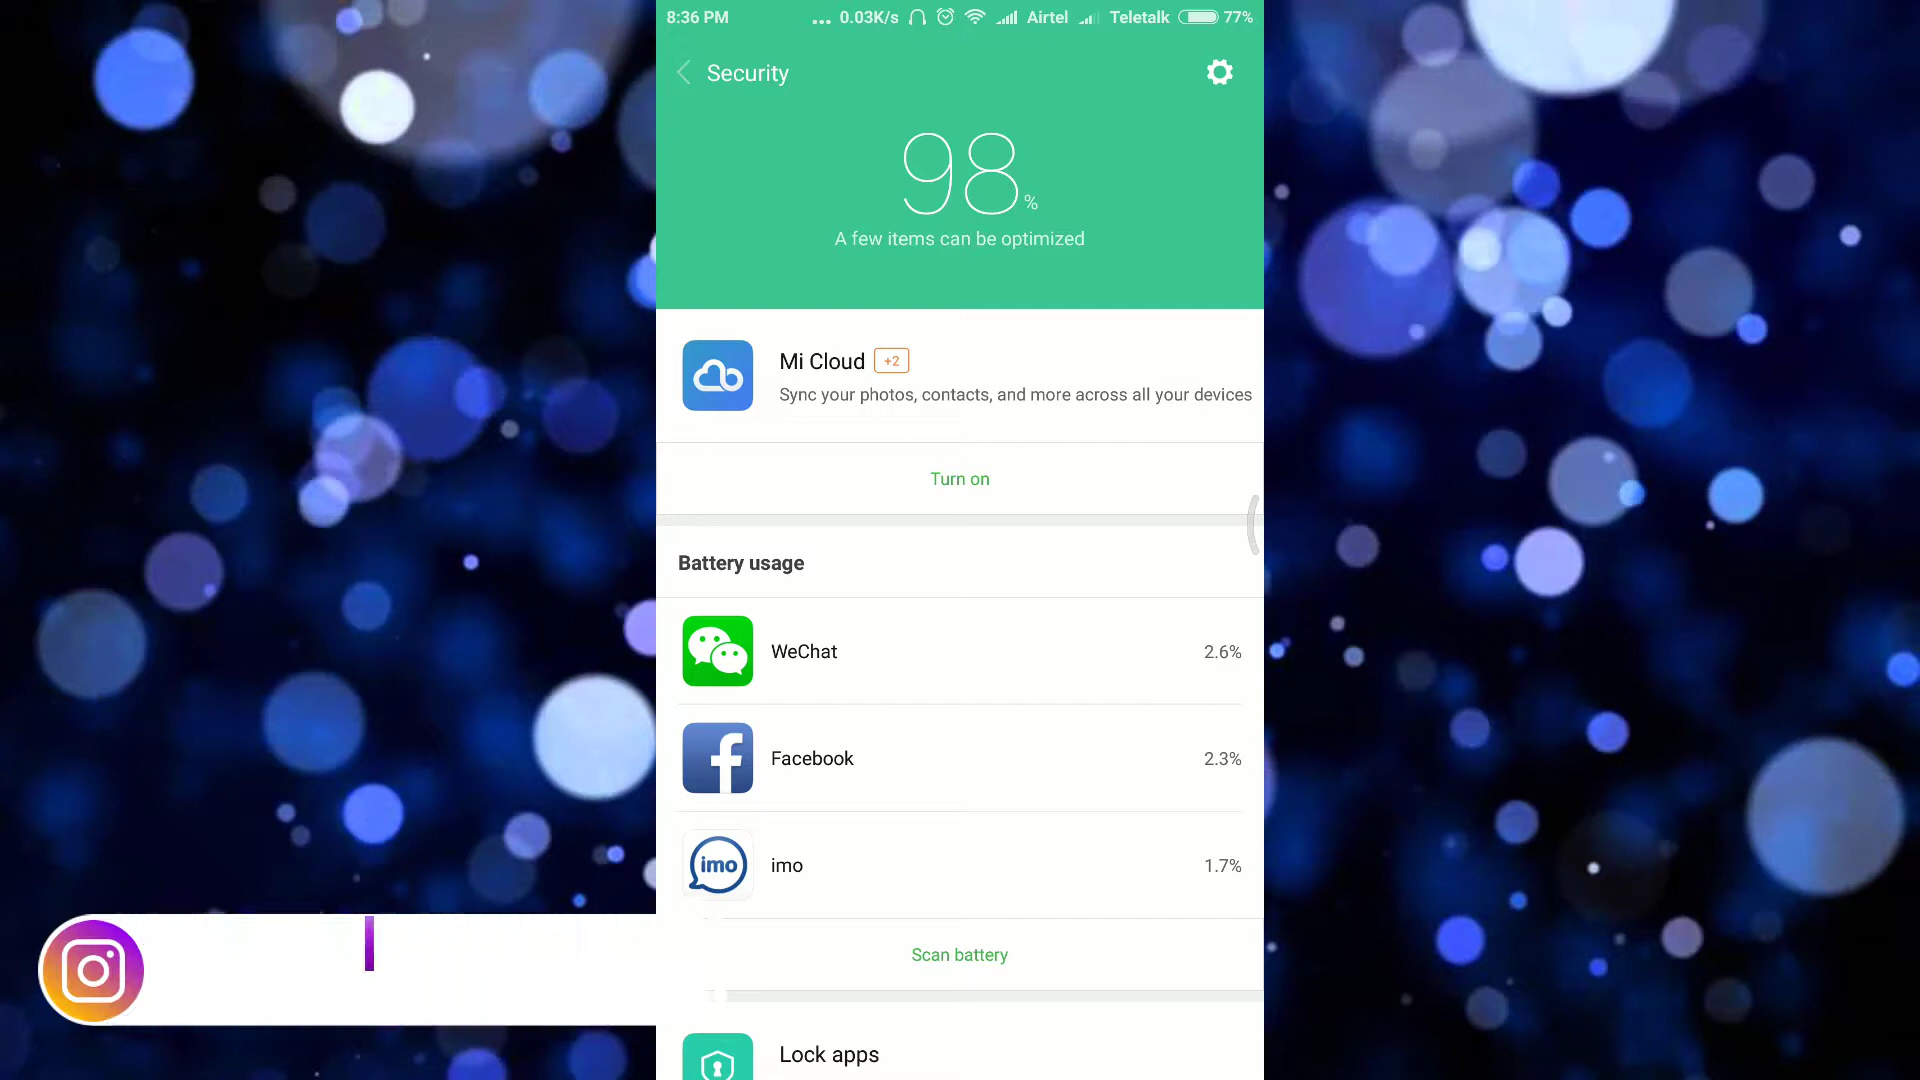 8:36 PM ... 0.03K/s Airtel Teletalk 77%
Security
98%
A few items can be optimized
Mi Cloud +2
Sync your photos, contacts, and more across all your devices
Turn on
Battery usage
WeChat 2.6%
Facebook 2.3%
imo imo 1.7%
Scan battery
Lock apps